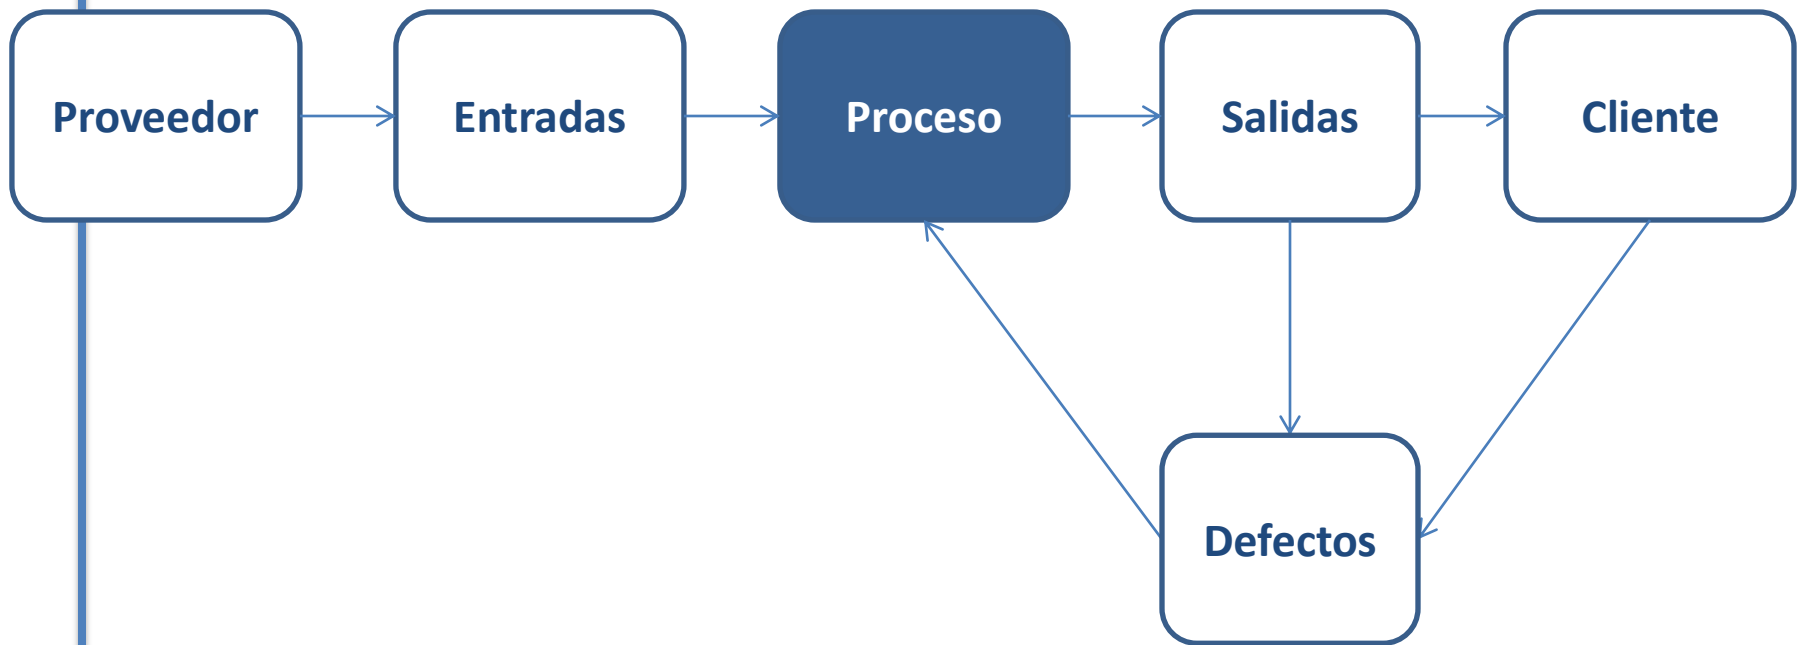 Proveedor
Entradas
Proceso
Salidas
Cliente
Defectos